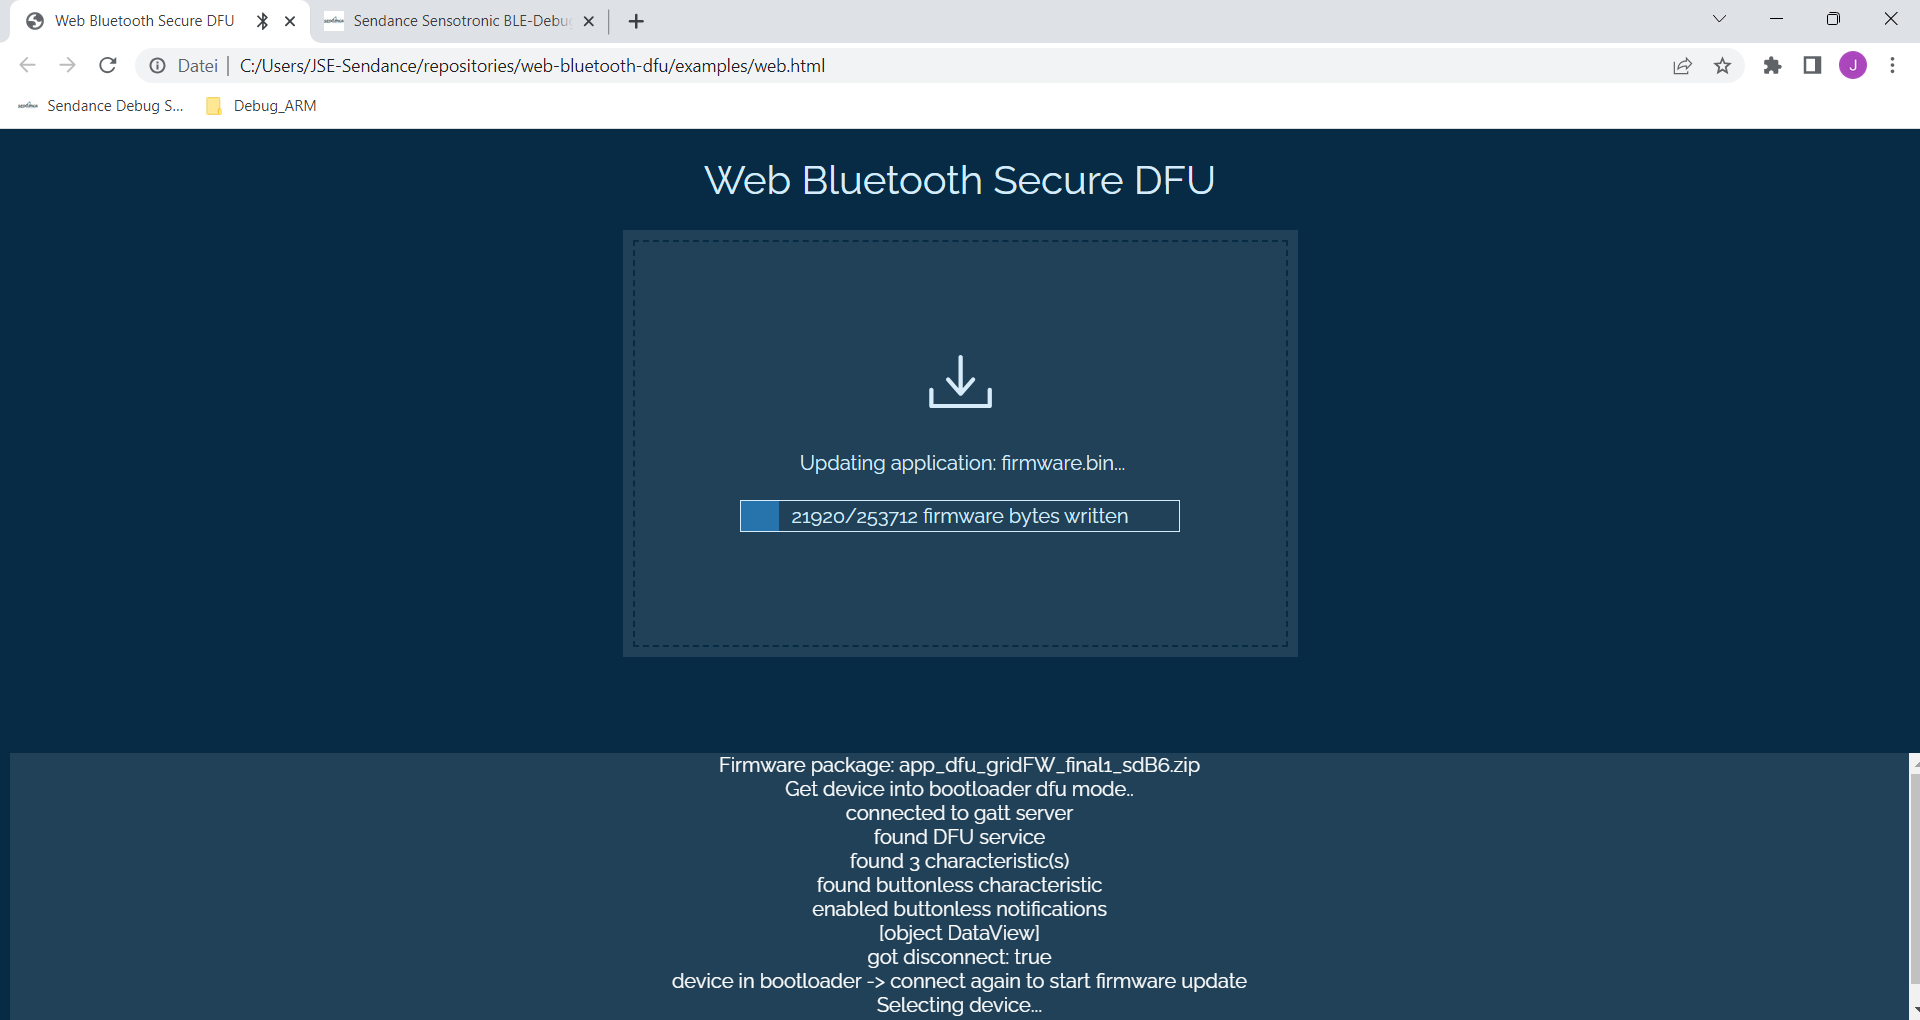 Web Bluetooth Secure DFU
Sendance Sensotronic BLE-Debu
Datei
C:/Users/JSE-Sendance/repositories/web-bluetooth-dfu/examples/web.html
J
Sendance Debug S...
Debug_ARM
Web Bluetooth Secure DFU
Updating application: firmware.bin...
21920/253712 firmware bytes written
Firmware package: app_dfu_gridFW_final1_sdB6.zip
Get device into bootloader dfu mode..
connected to gatt server
found DFU service
found 3 characteristic(s)
found buttonless characteristic
enabled buttonless notifications
[object DataView]
got disconnect: true
device in bootloader -> connect again to start firmware update
Selecting device...